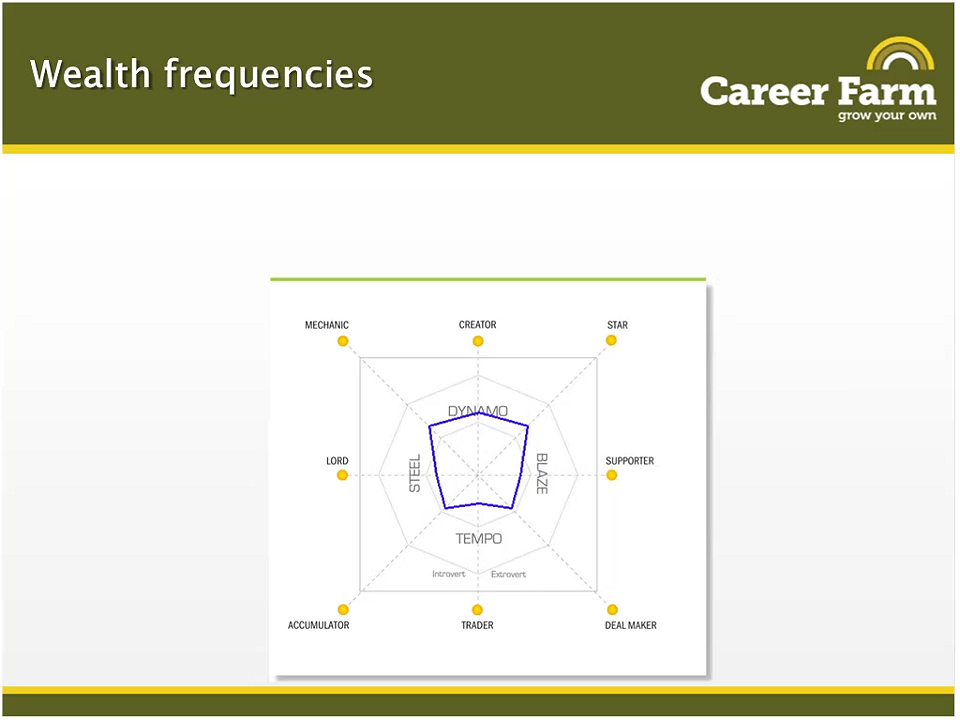 Wealth frequencies
Career Farm
grow your own
MECHANIC
CREATOR
STAR
DYNAMO
LORD
STEEL
BLAZE
SUPPORTER
TEMPO
Introvert
Extrovert
ACCUMULATOR
TRADER
DEAL MAKER